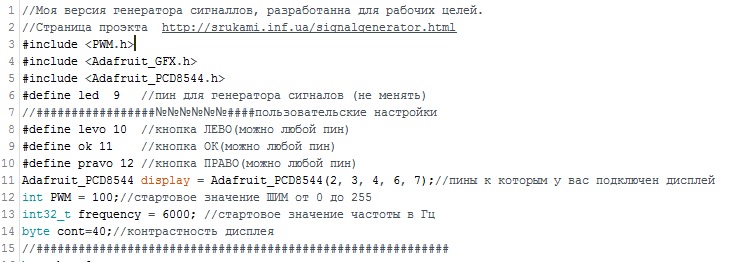 1 //Моя версия генератора сигналлов, разработанна для рабочих целей.
2 //Страница проэкта http://srukami.inf.ua/signalgenerator.html
3 #include <PWM.h>
4 #include <Adafruit_GFX.h>
5 #include <Adafruit_PCD8544.h>
6 #define led 9 //пин для генератора сигналов (не менять)
7 //#################№№№№№№####пользовательские настройки
8 #define levo 10 //кнопка ЛЕВО(можно любой пин)
9 #define ok 11 //кнопка ОК(можно любой пин)
10 #define pravo 12 //кнопка ПРАВО(можно любой пин)
11 Adafruit_PCD8544 display = Adafruit_PCD8544(2, 3, 4, 6, 7);//пины к которым у вас подключен дисплей
12 int PWM = 100;//стартовое значение ШИМ от 0 до 255
13 int32_t frequency = 6000; //стартовое значение частоты в Гц
14 byte cont=40;//контрастность дисплея
15 //###########################################################